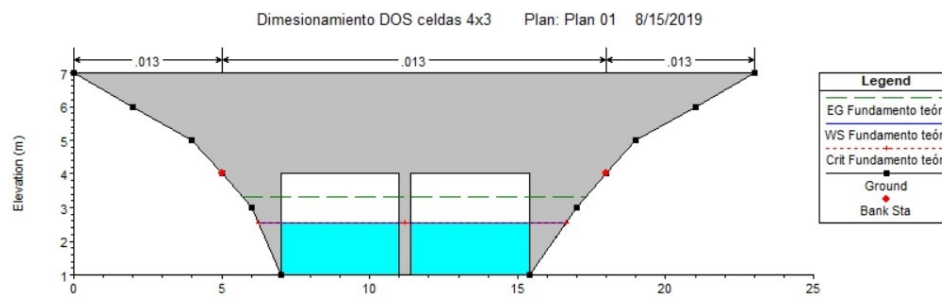 Dimesionamiento DOS celdas 4x3 Plan: Plan 01 8/15/2019
.013 .013 .013
7
6
5
4
3
2
1
Elevation (m)
0 5 10 15 20 25
Legend
EG Fundamento teór
WS Fundamento teór
Crit Fundamento teór
Ground
Bank Sta